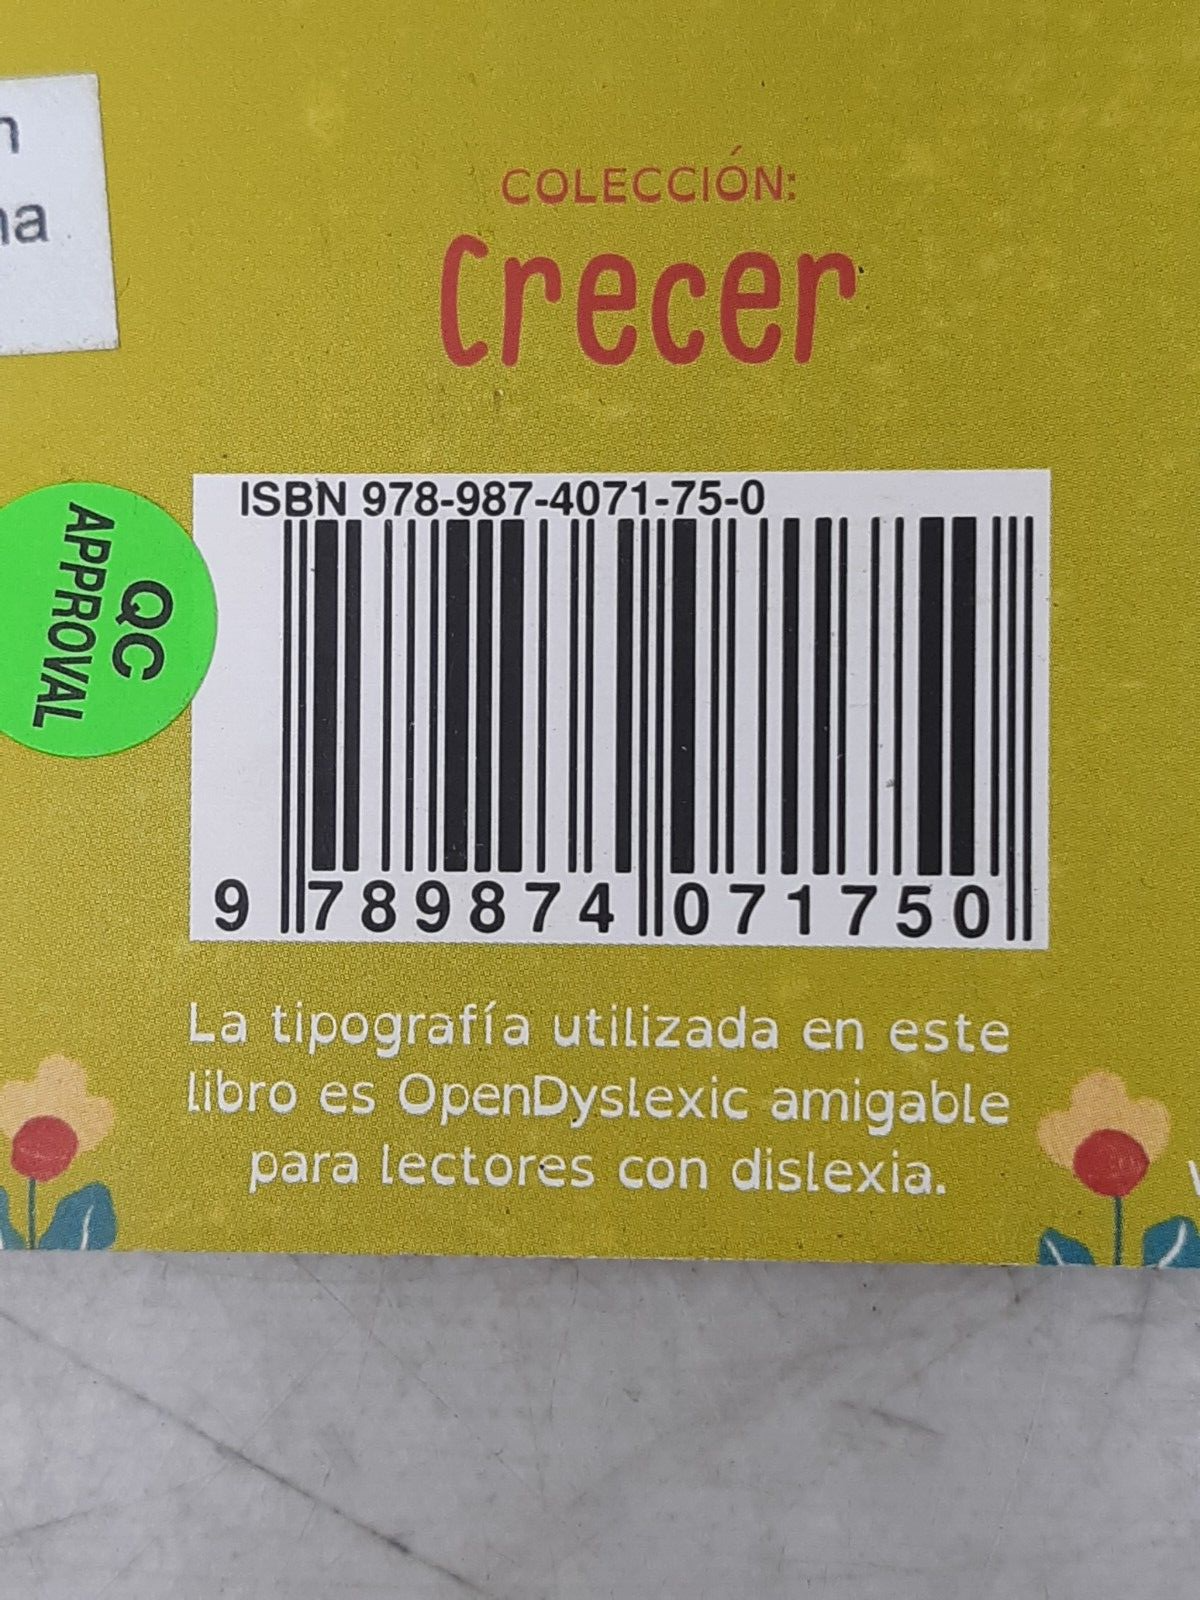 COLECCIÓN:
Crecer
ISBN 978-987-4071-75-0
9 789874 071750
QC
APPROVAL
La tipografía utilizada en este
libro es OpenDyslexic amigable
para lectores con dislexia.